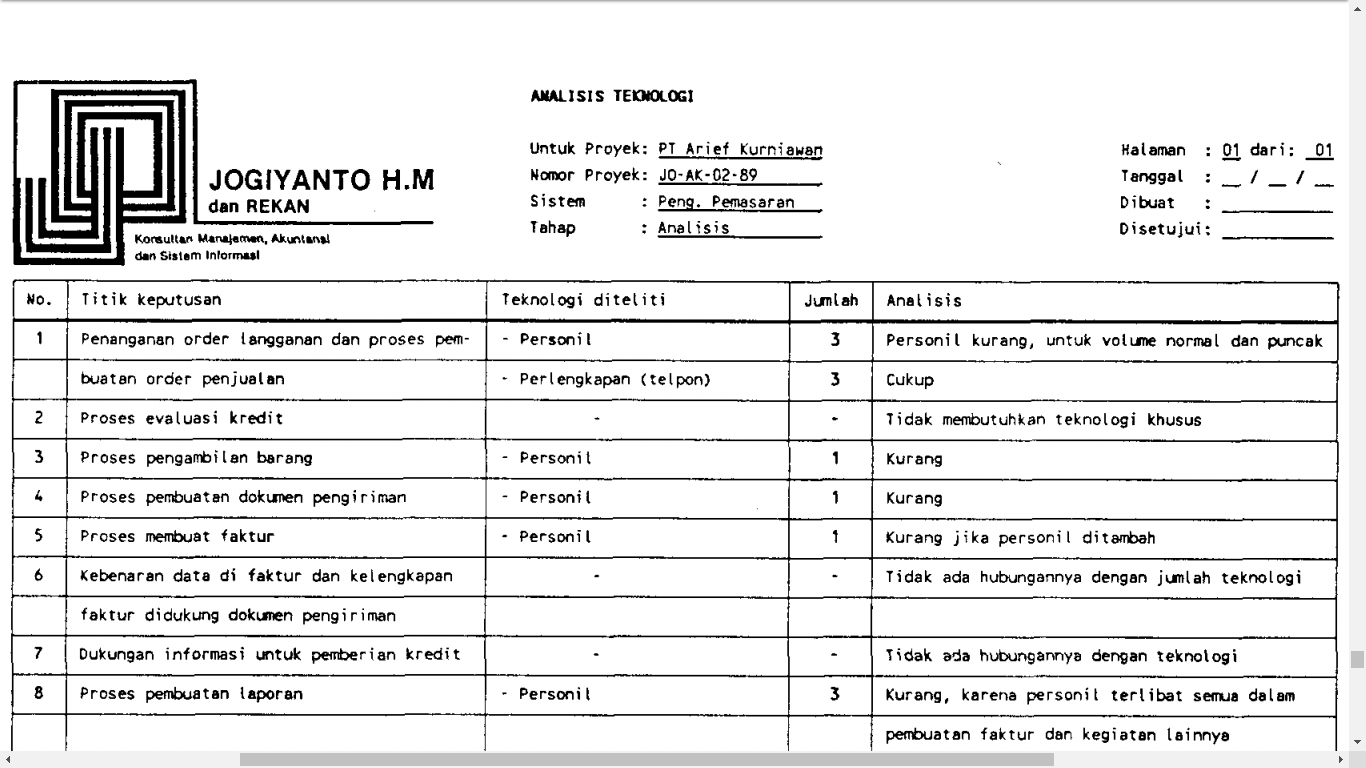 ANALISIS TEKNOLOGI
JOGIYANTO H.M
dan REKAN
Konsultan Manajemen, Akuntansi
dan Sistem Informasi
Untuk Proyek: PT Arief Kurniawan
Nomor Proyek: JO-AK-02-89
Sistem : Peng. Pemasaran
Tahap : Analisis
Halaman : 01 dari: 01
Tanggal : __ / __ / __
Dibuat :
Disetujui:
No. Titik keputusan Teknologi diteliti Jumlah Analisis
1 Penanganan order langganan dan proses pem- - Personil 3 Personil kurang, untuk volume normal dan puncak
buatan order penjualan - Perlengkapan (telpon) 3 Cukup
2 Proses evaluasi kredit - - Tidak membutuhkan teknologi khusus
3 Proses pengambilan barang - Personil 1 Kurang
4 Proses pembuatan dokumen pengiriman - Personil 1 Kurang
5 Proses membuat faktur - Personil 1 Kurang jika personil ditambah
6 Kebenaran data di faktur dan kelengkapan - - Tidak ada hubungannya dengan jumlah teknologi
faktur didukung dokumen pengiriman
7 Dukungan informasi untuk pemberian kredit - - Tidak ada hubungannya dengan teknologi
8 Proses pembuatan laporan - Personil 3 Kurang, karena personil terlibat semua dalam
pembuatan faktur dan kegiatan lainnya